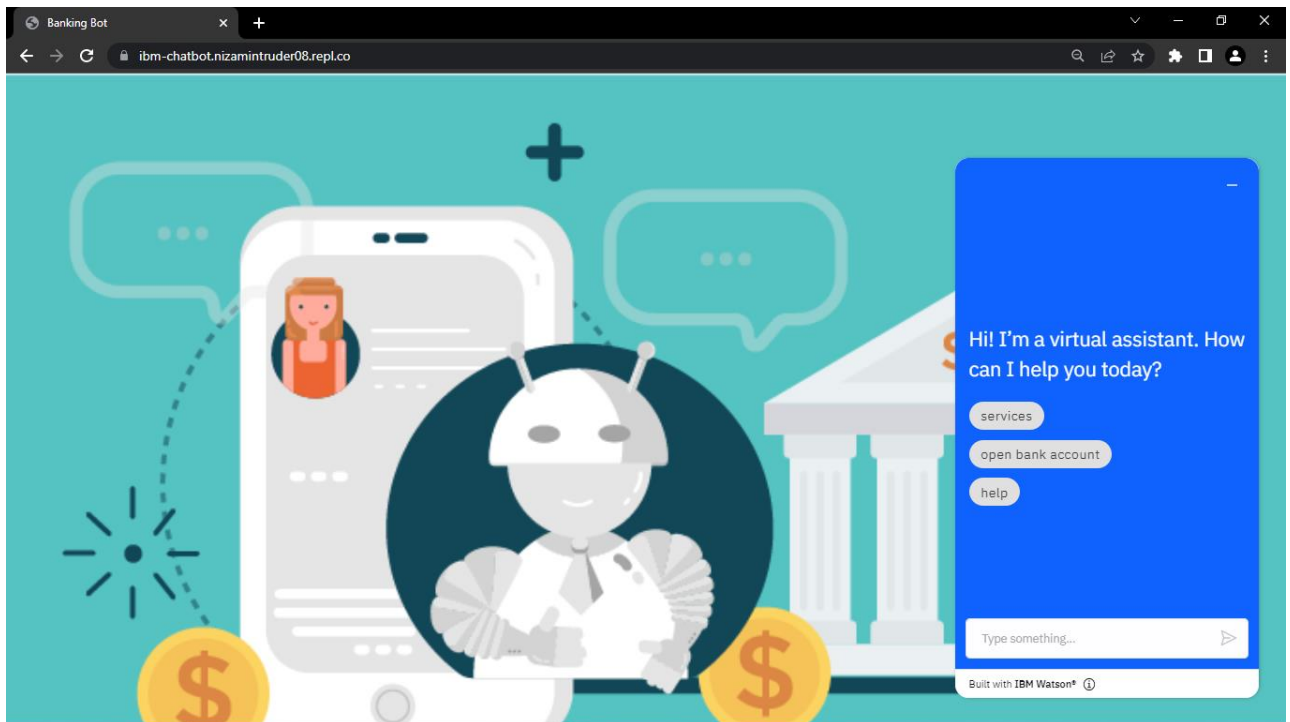 Banking Bot
ibm-chatbot.nizamintruder08.repl.co
Hi! I'm a virtual assistant. How
can I help you today?
services
open bank account
help
Type something...
Built with IBM Watson®
$
$